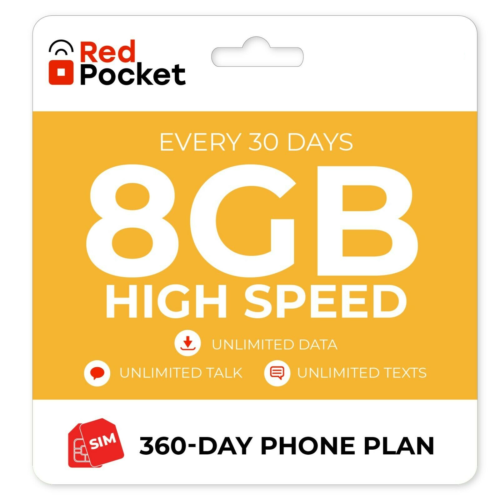 Red
Pocket
EVERY 30 DAYS
8GB
HIGH SPEED
UNLIMITED DATA
UNLIMITED TALK UNLIMITED TEXTS
SIM 360-DAY PHONE PLAN